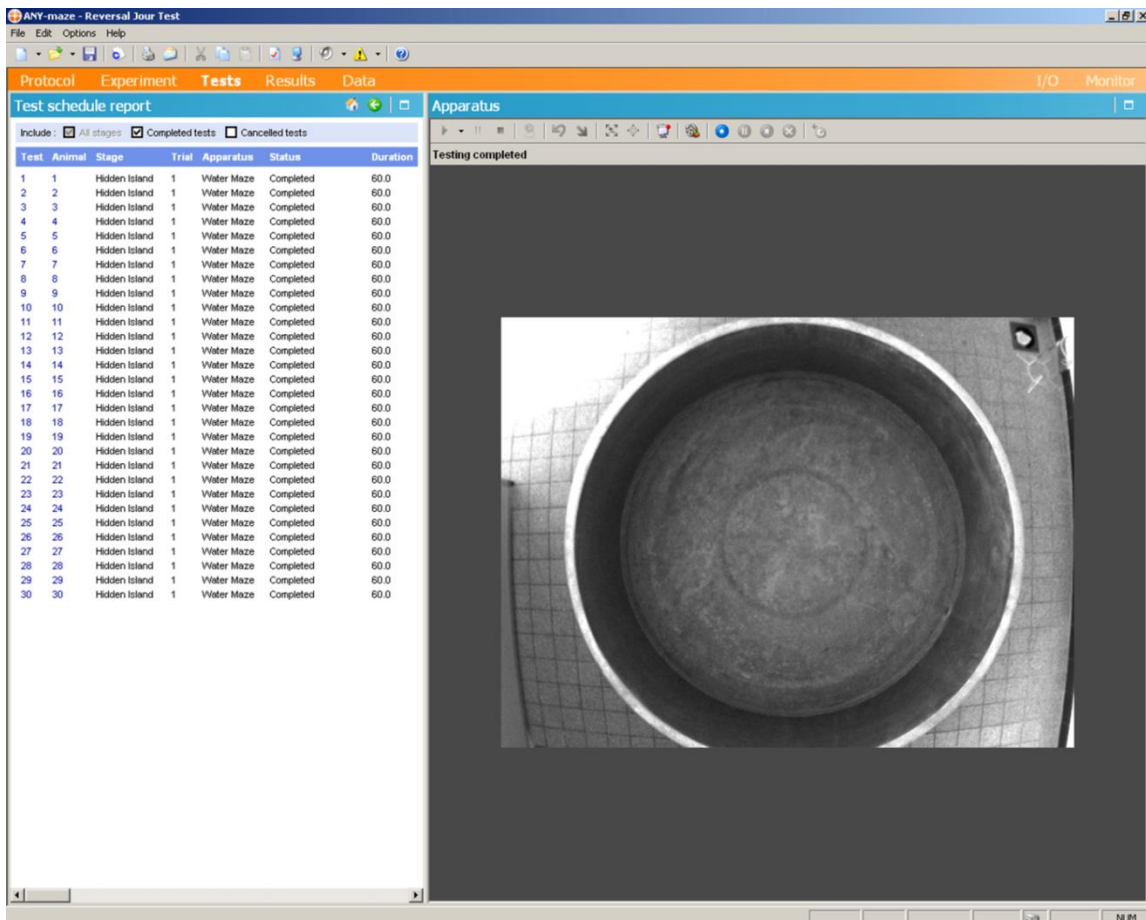 ANY-maze - Reversal Jour Test
File Edit Options Help
Protocol Experiment Tests Results Data I/O Monitor
Test schedule report
Include : All stages Completed tests Cancelled tests
Test Animal Stage Trial Apparatus Status Duration
1 1 Hidden Island 1 Water Maze Completed 60.0
2 2 Hidden Island 1 Water Maze Completed 60.0
3 3 Hidden Island 1 Water Maze Completed 60.0
4 4 Hidden Island 1 Water Maze Completed 60.0
5 5 Hidden Island 1 Water Maze Completed 60.0
6 6 Hidden Island 1 Water Maze Completed 60.0
7 7 Hidden Island 1 Water Maze Completed 60.0
8 8 Hidden Island 1 Water Maze Completed 60.0
9 9 Hidden Island 1 Water Maze Completed 60.0
10 10 Hidden Island 1 Water Maze Completed 60.0
11 11 Hidden Island 1 Water Maze Completed 60.0
12 12 Hidden Island 1 Water Maze Completed 60.0
13 13 Hidden Island 1 Water Maze Completed 60.0
14 14 Hidden Island 1 Water Maze Completed 60.0
15 15 Hidden Island 1 Water Maze Completed 60.0
16 16 Hidden Island 1 Water Maze Completed 60.0
17 17 Hidden Island 1 Water Maze Completed 60.0
18 18 Hidden Island 1 Water Maze Completed 60.0
19 19 Hidden Island 1 Water Maze Completed 60.0
20 20 Hidden Island 1 Water Maze Completed 60.0
21 21 Hidden Island 1 Water Maze Completed 60.0
22 22 Hidden Island 1 Water Maze Completed 60.0
23 23 Hidden Island 1 Water Maze Completed 60.0
24 24 Hidden Island 1 Water Maze Completed 60.0
25 25 Hidden Island 1 Water Maze Completed 60.0
26 26 Hidden Island 1 Water Maze Completed 60.0
27 27 Hidden Island 1 Water Maze Completed 60.0
28 28 Hidden Island 1 Water Maze Completed 60.0
29 29 Hidden Island 1 Water Maze Completed 60.0
30 30 Hidden Island 1 Water Maze Completed 60.0
Apparatus
Testing completed
NUM